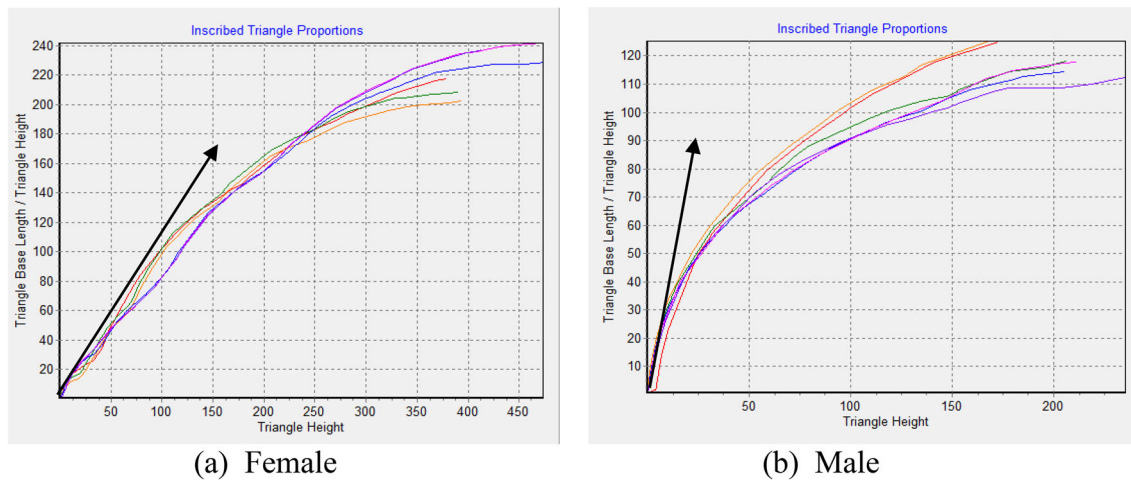 Inscribed Triangle Proportions
Triangle Base Length / Triangle Height
240
220
200
180
160
140
120
100
80
60
40
20
50 100 150 200 250 300 350 400 450
Triangle Height
(a) Female
Inscribed Triangle Proportions
Triangle Base Length / Triangle Height
120
110
100
90
80
70
60
50
40
30
20
10
50 100 150 200
Triangle Height
(b) Male